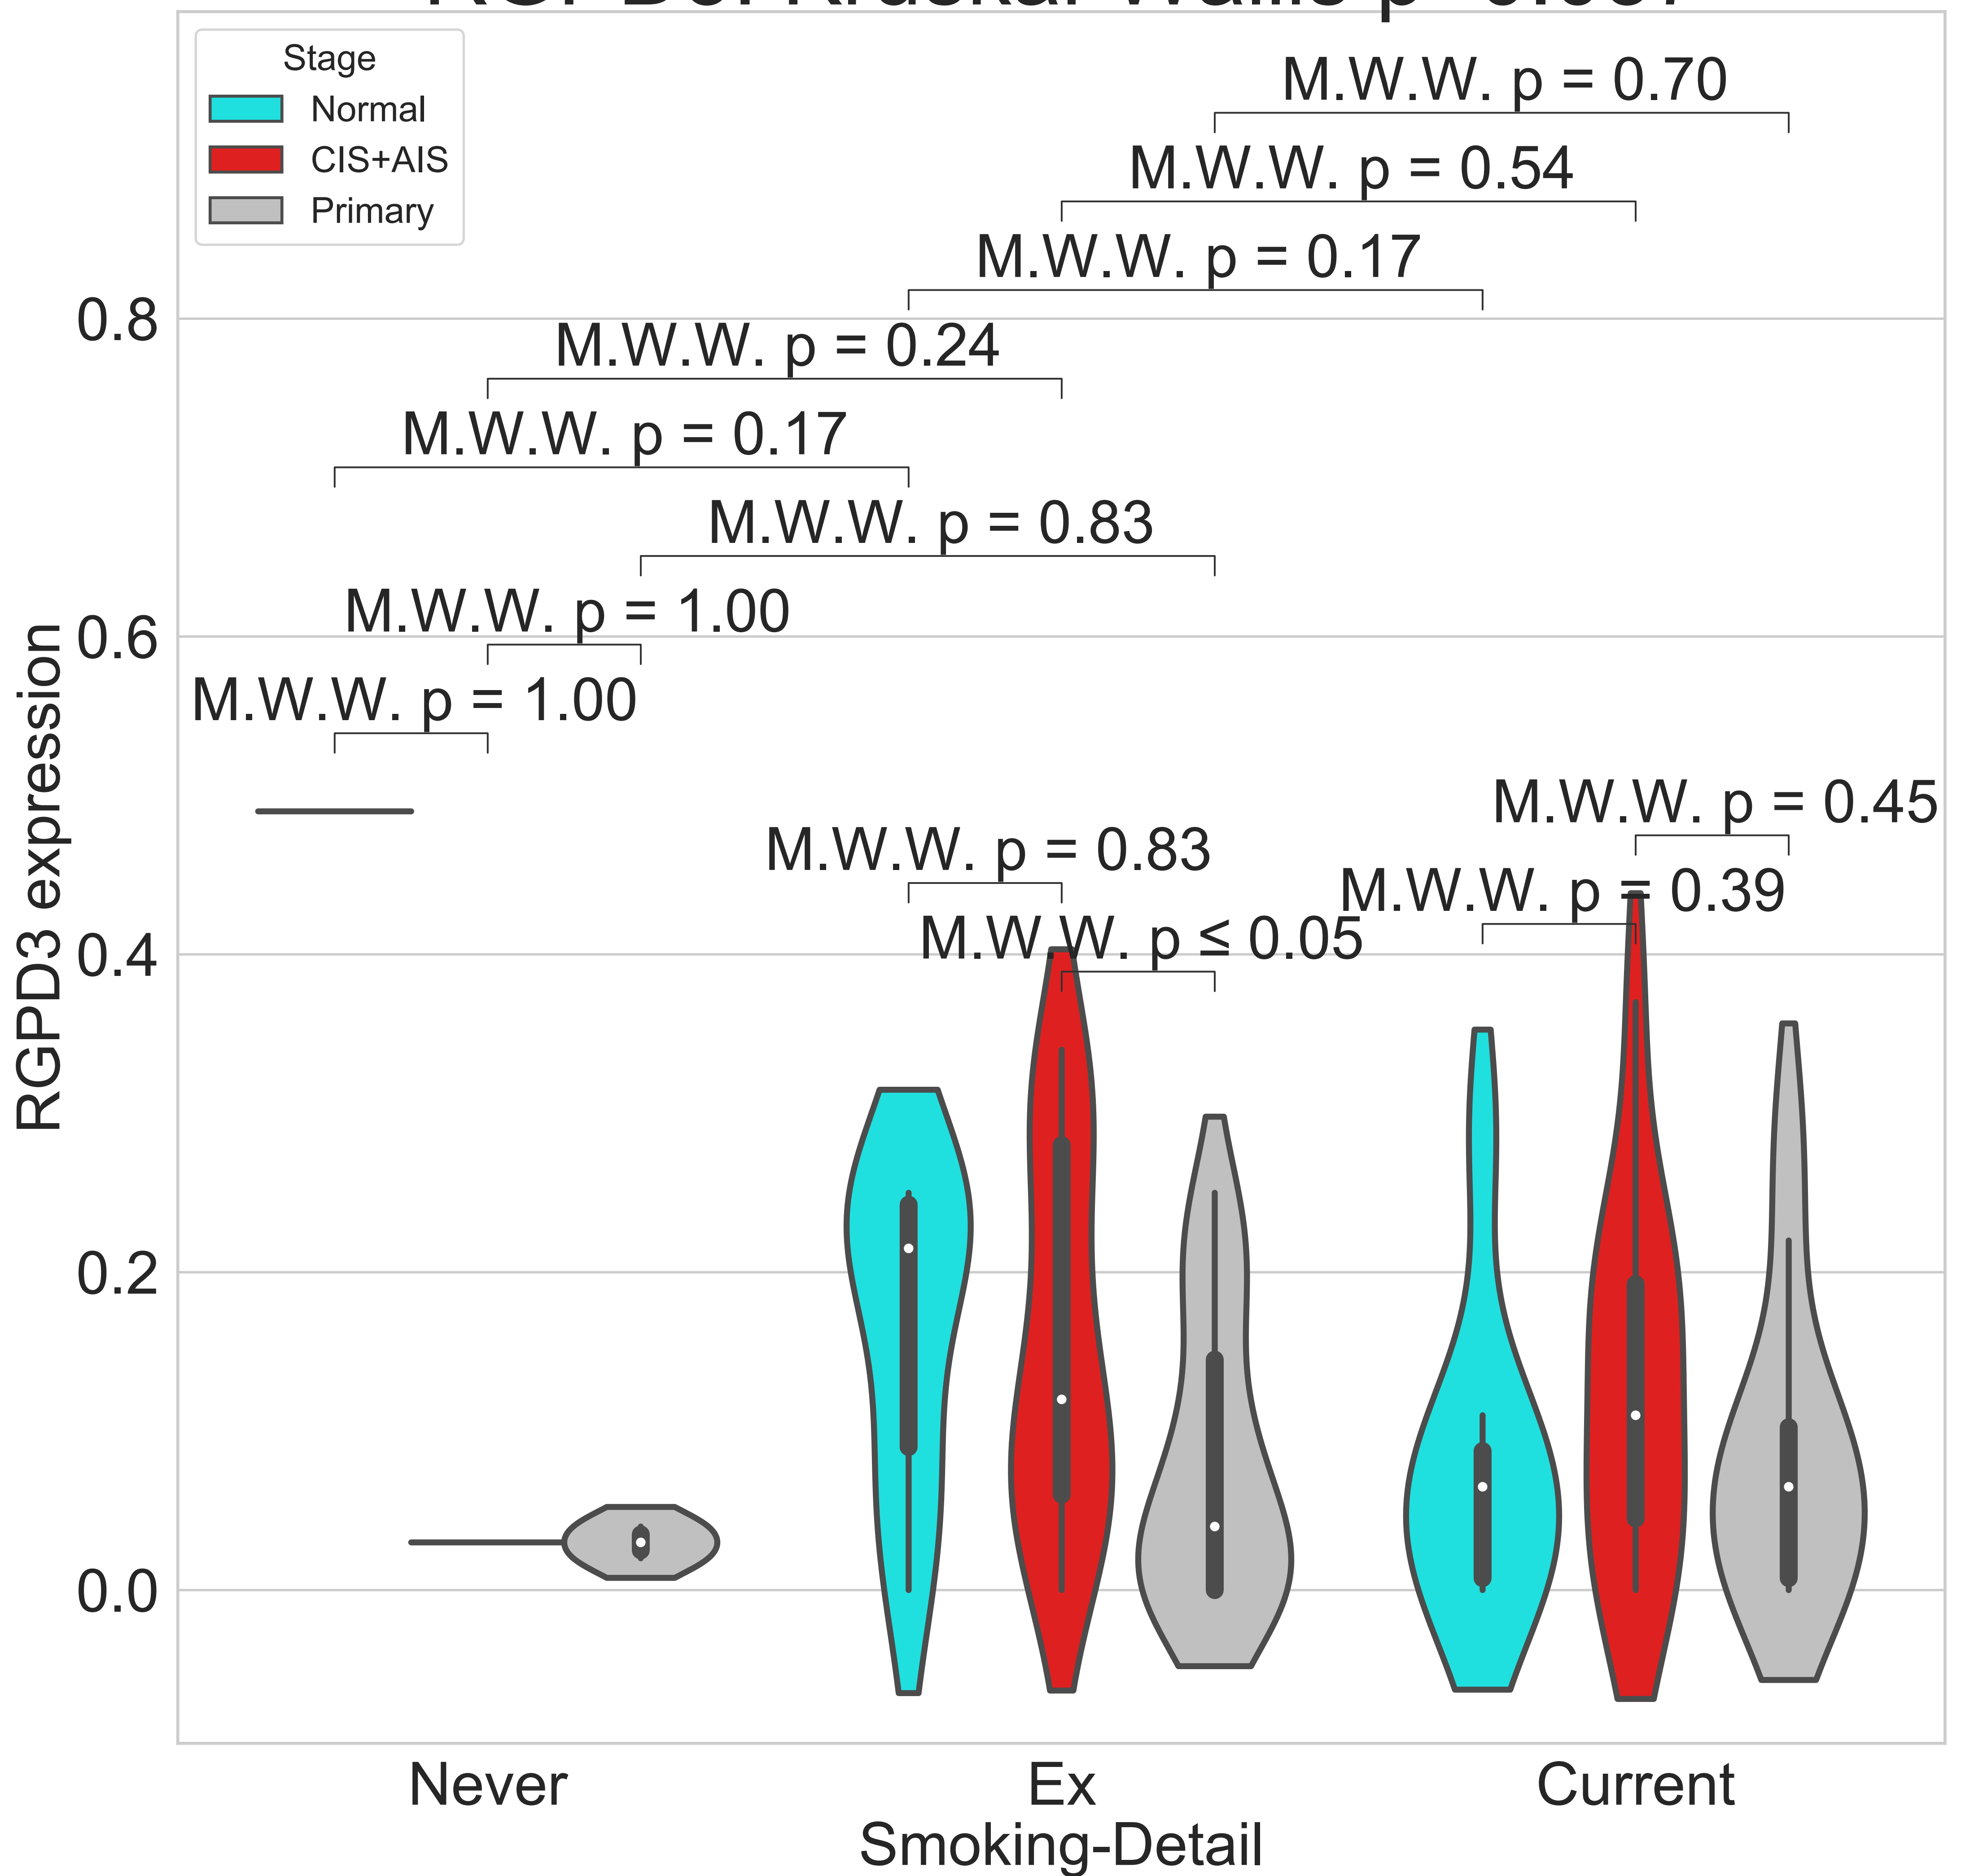 Stage
Normal
CIS+AIS
Primary
M.W.W. p = 0.70
M.W.W. p = 0.54
M.W.W. p = 0.17
M.W.W. p = 0.24
M.W.W. p = 0.17
M.W.W. p = 0.83
M.W.W. p = 1.00
M.W.W. p = 1.00
M.W.W. p = 0.45
M.W.W. p = 0.83
M.W.W. p = 0.39
M.W.W. p ≤ 0.05
RGPD3 expression
0.8
0.6
0.4
0.2
0.0
Never
Ex
Current
Smoking-Detail